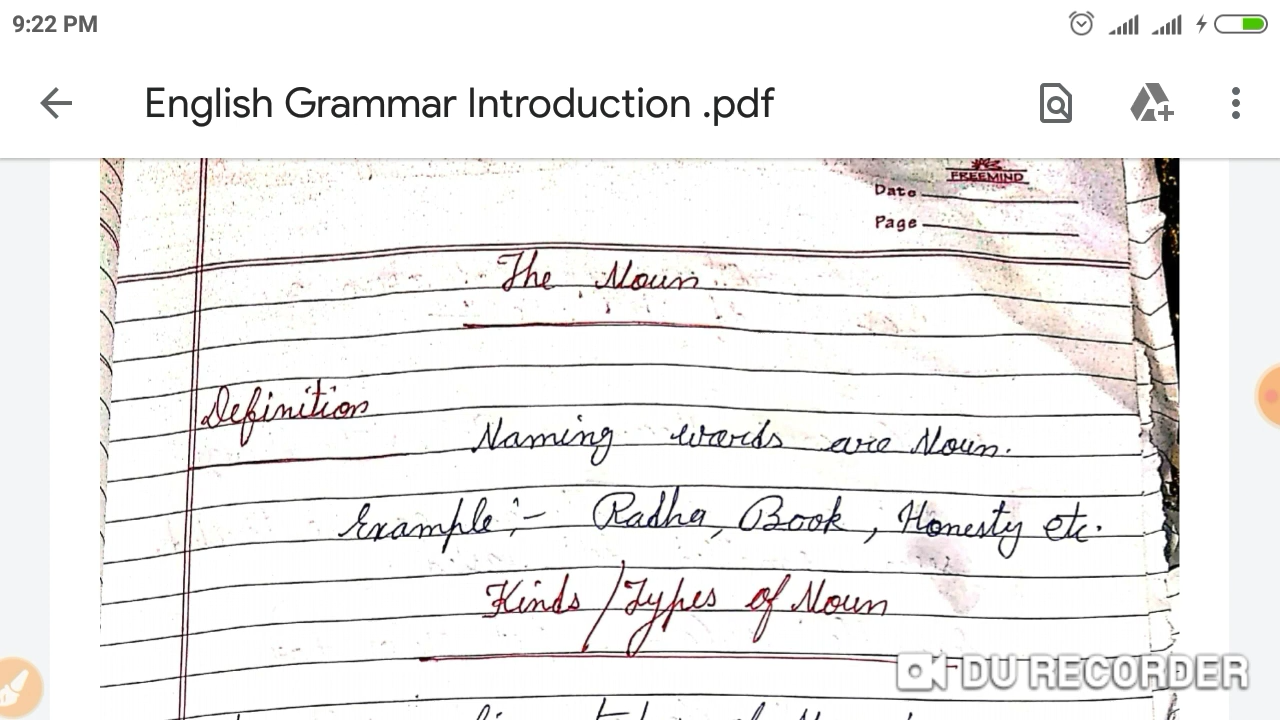 9:22 PM
English Grammar Introduction .pdf
FREEMIND
Date
Page
The Noun
Definition
Naming words are Noun.
Example :- Radha, Book, Honesty etc.
Kinds / Types of Noun
DU RECORDER